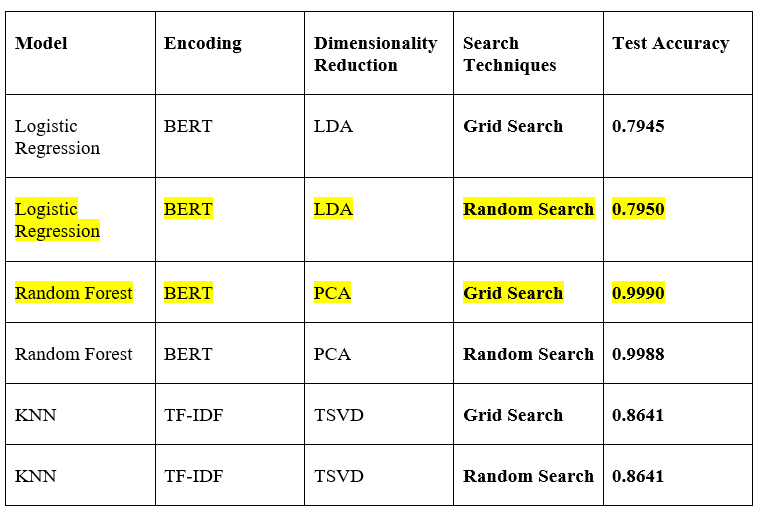 Model Encoding Dimensionality Reduction Search Techniques Test Accuracy
Logistic Regression BERT LDA Grid Search 0.7945
Logistic Regression BERT LDA Random Search 0.7950
Random Forest BERT PCA Grid Search 0.9990
Random Forest BERT PCA Random Search 0.9988
KNN TF-IDF TSVD Grid Search 0.8641
KNN TF-IDF TSVD Random Search 0.8641